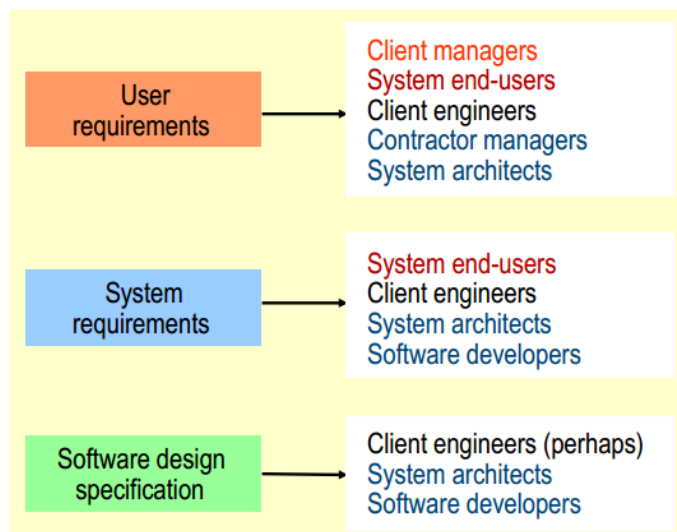 User
requirements
Client managers
System end-users
Client engineers
Contractor managers
System architects
System
requirements
System end-users
Client engineers
System architects
Software developers
Software design
specification
Client engineers (perhaps)
System architects
Software developers